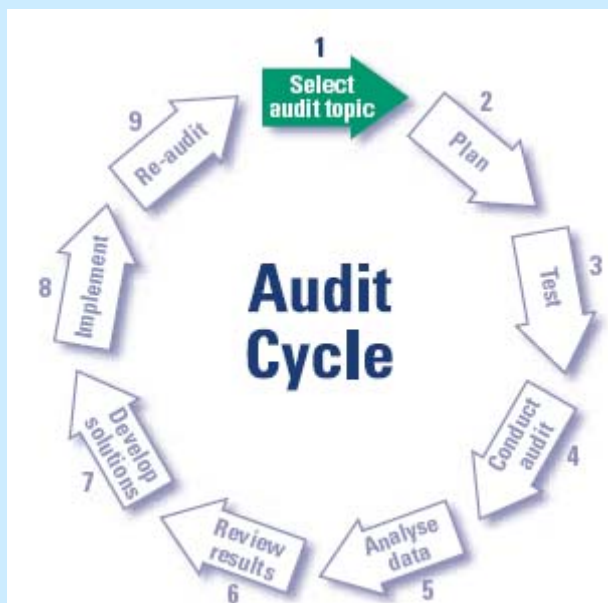 1
Select
audit topic
2
Plan
3
Test
4
Conduct
audit
5
Analyse
data
6
Review
results
7
Develop
solutions
8
Implement
9
Re-audit
Audit
Cycle